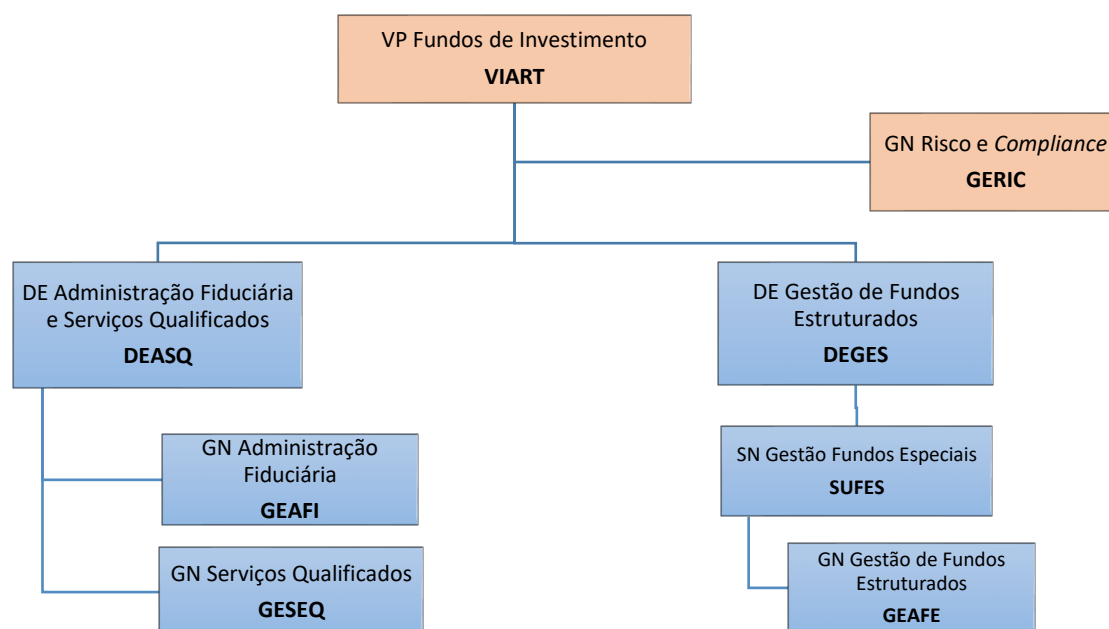 VP Fundos de Investimento
VIART
GN Risco e Compliance
GERIC
DE Administração Fiduciária
e Serviços Qualificados
DEASQ
DE Gestão de Fundos
Estruturados
DEGES
GN Administração
Fiduciária
GEAFI
SN Gestão Fundos Especiais
SUFES
GN Serviços Qualificados
GESEQ
GN Gestão de Fundos
Estruturados
GEAFE